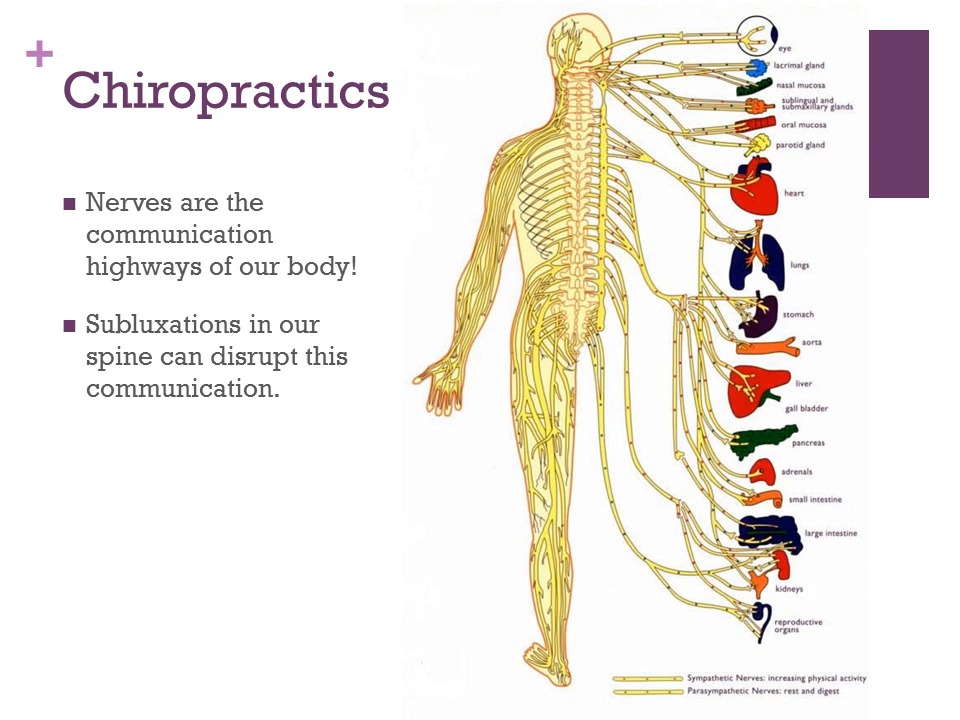 +
Chiropractics
Nerves are the
communication
highways of our body!
Subluxations in our
spine can disrupt this
communication.
eye
lacrimal gland
nasal mucosa
sublingual and
submaxillary glands
oral mucosa
parotid gland
heart
lungs
stomach
aorta
liver
gall bladder
pancreas
adrenals
small intestine
large intestine
kidneys
reproductive
organs
Sympathetic Nerves: increasing physical activity
Parasympathetic Nerves: rest and digest